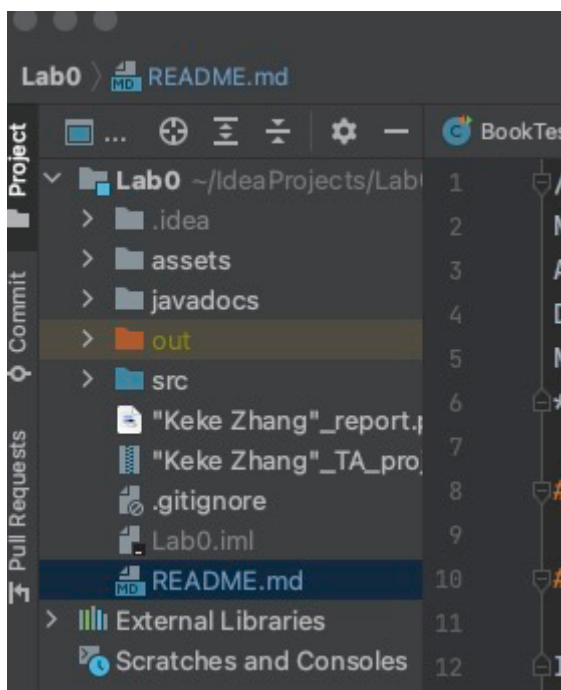 Lab0 README.md
Project
Commit
Pull Requests
...
Lab0 ~/IdeaProjects/Lab
.idea
assets
javadocs
out
src
"Keke Zhang"_report.p
"Keke Zhang"_TA_proj
.gitignore
Lab0.iml
MD README.md
External Libraries
Scratches and Consoles
C BookTes
1 /
2 M
3 A
4 D
5 M
6 *
7
8 #
9
10 #
11
12 I